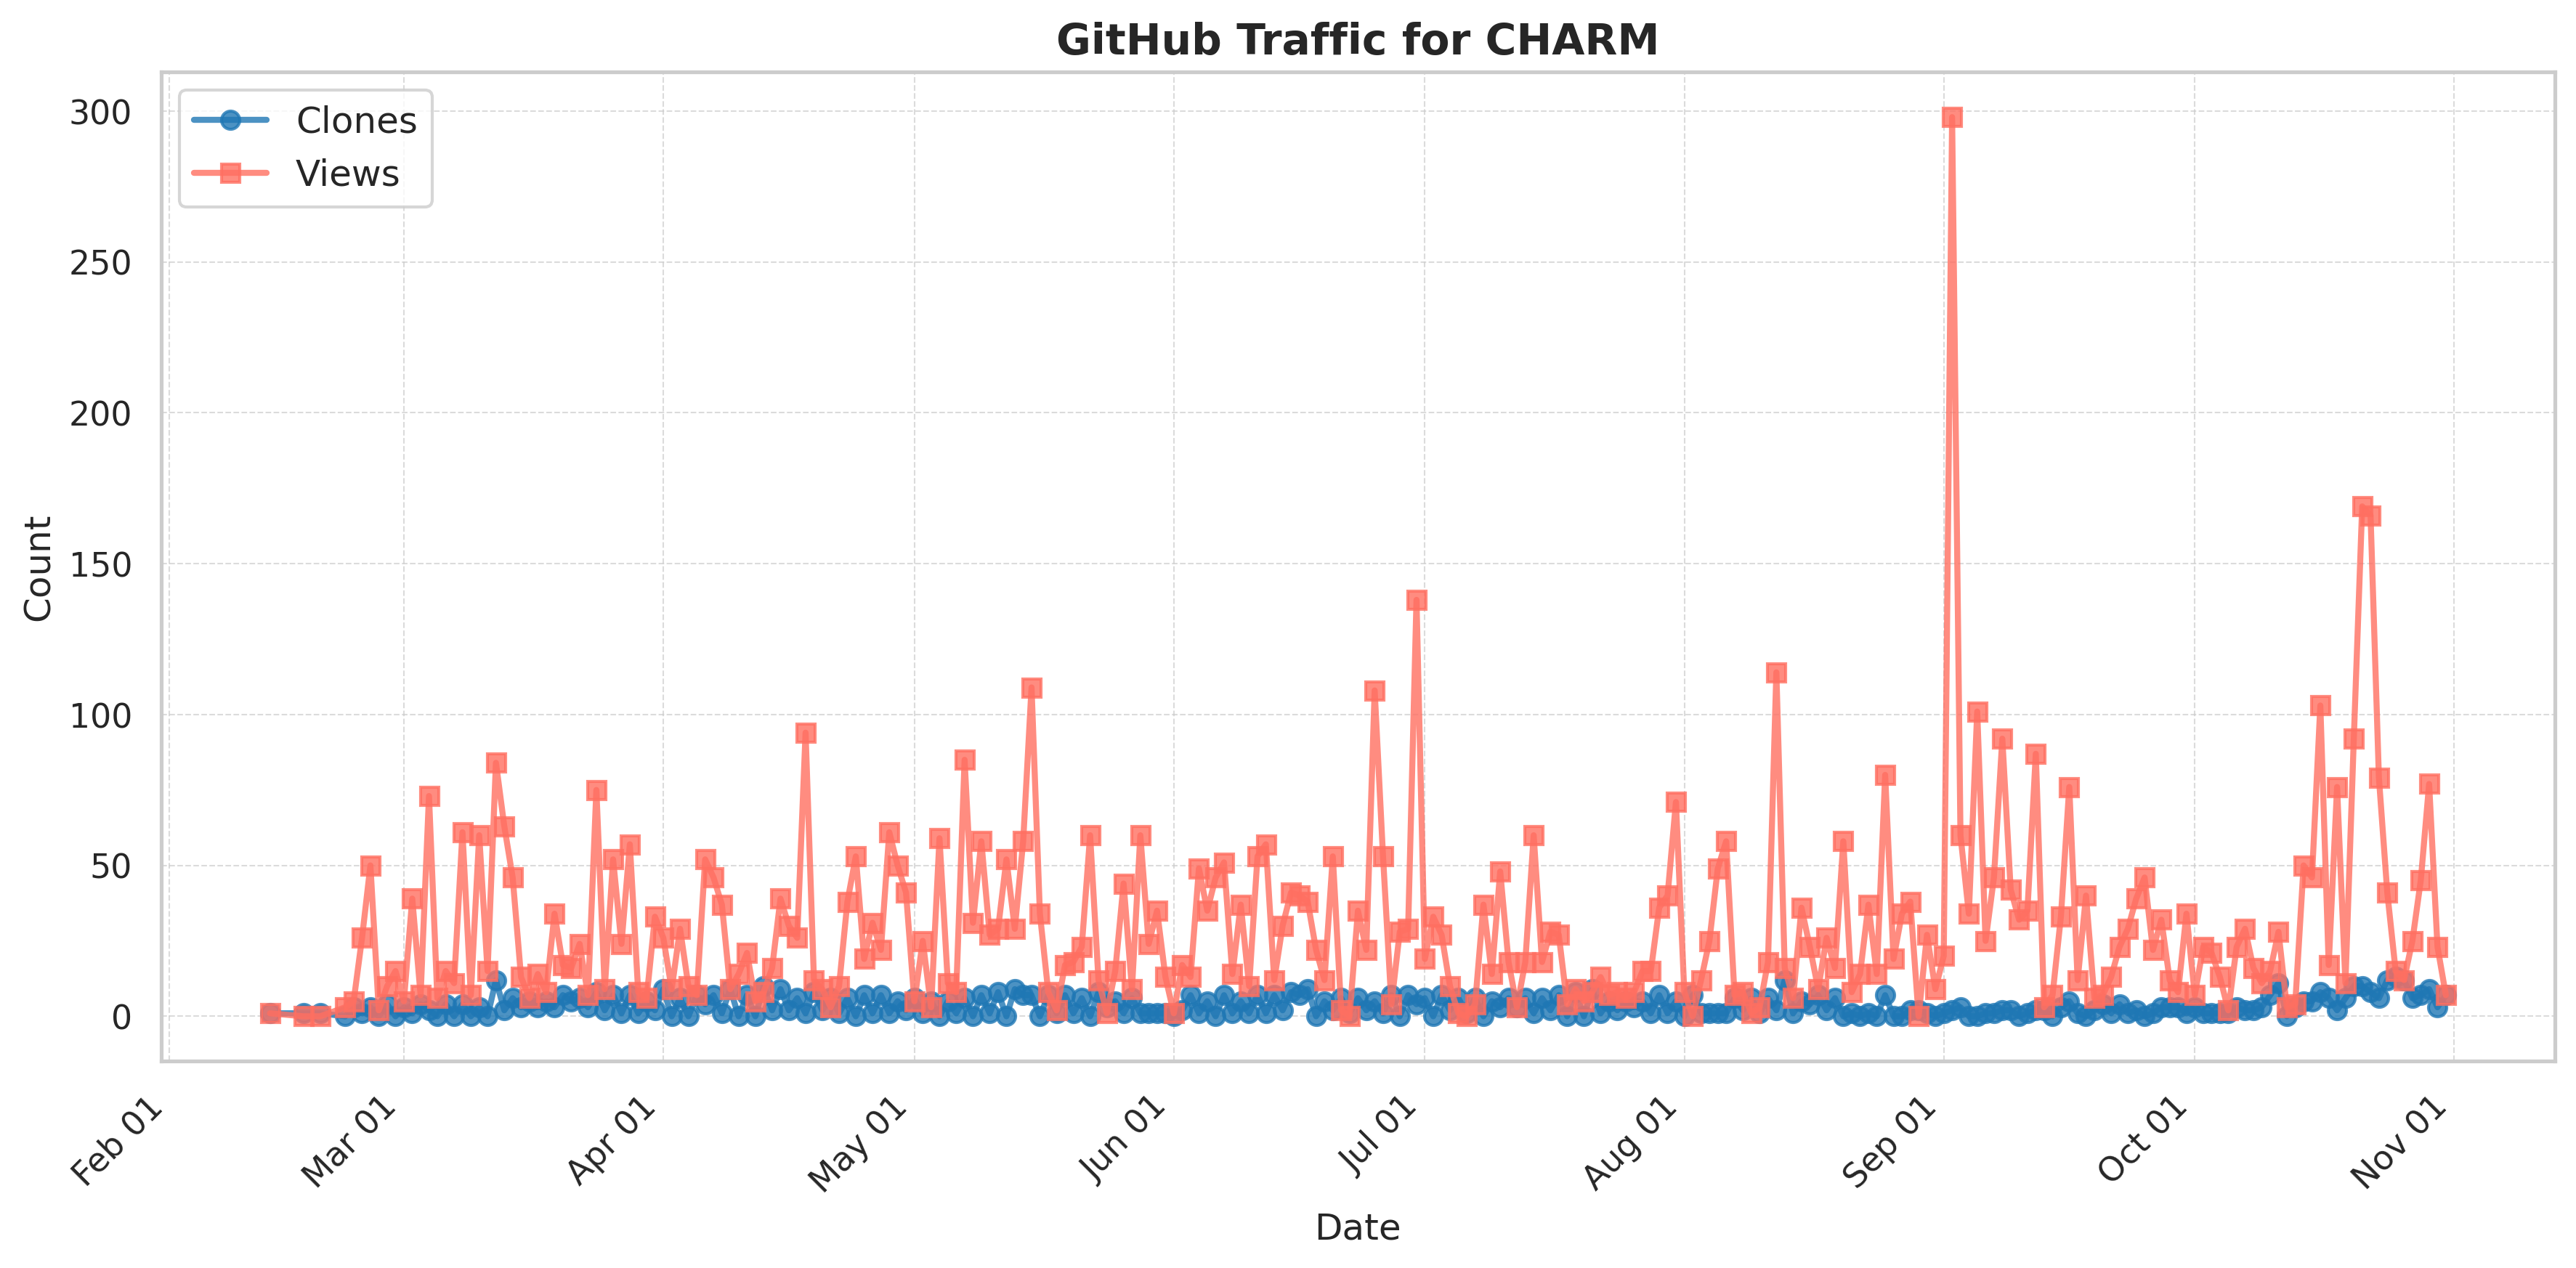 GitHub Traffic for CHARM
Clones
Views
Count
300
250
200
150
100
50
0
Feb 01
Mar 01
Apr 01
May 01
Jun 01
Jul 01
Aug 01
Sep 01
Oct 01
Nov 01
Date